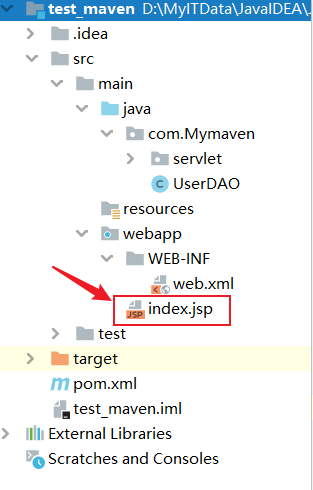 test_maven D:\MyITData\JavaIDEA\
.idea
src
main
java
com.Mymaven
servlet
UserDAO
resources
webapp
WEB-INF
web.xml
JSP index.jsp
test
target
m pom.xml
test_maven.iml
External Libraries
Scratches and Consoles